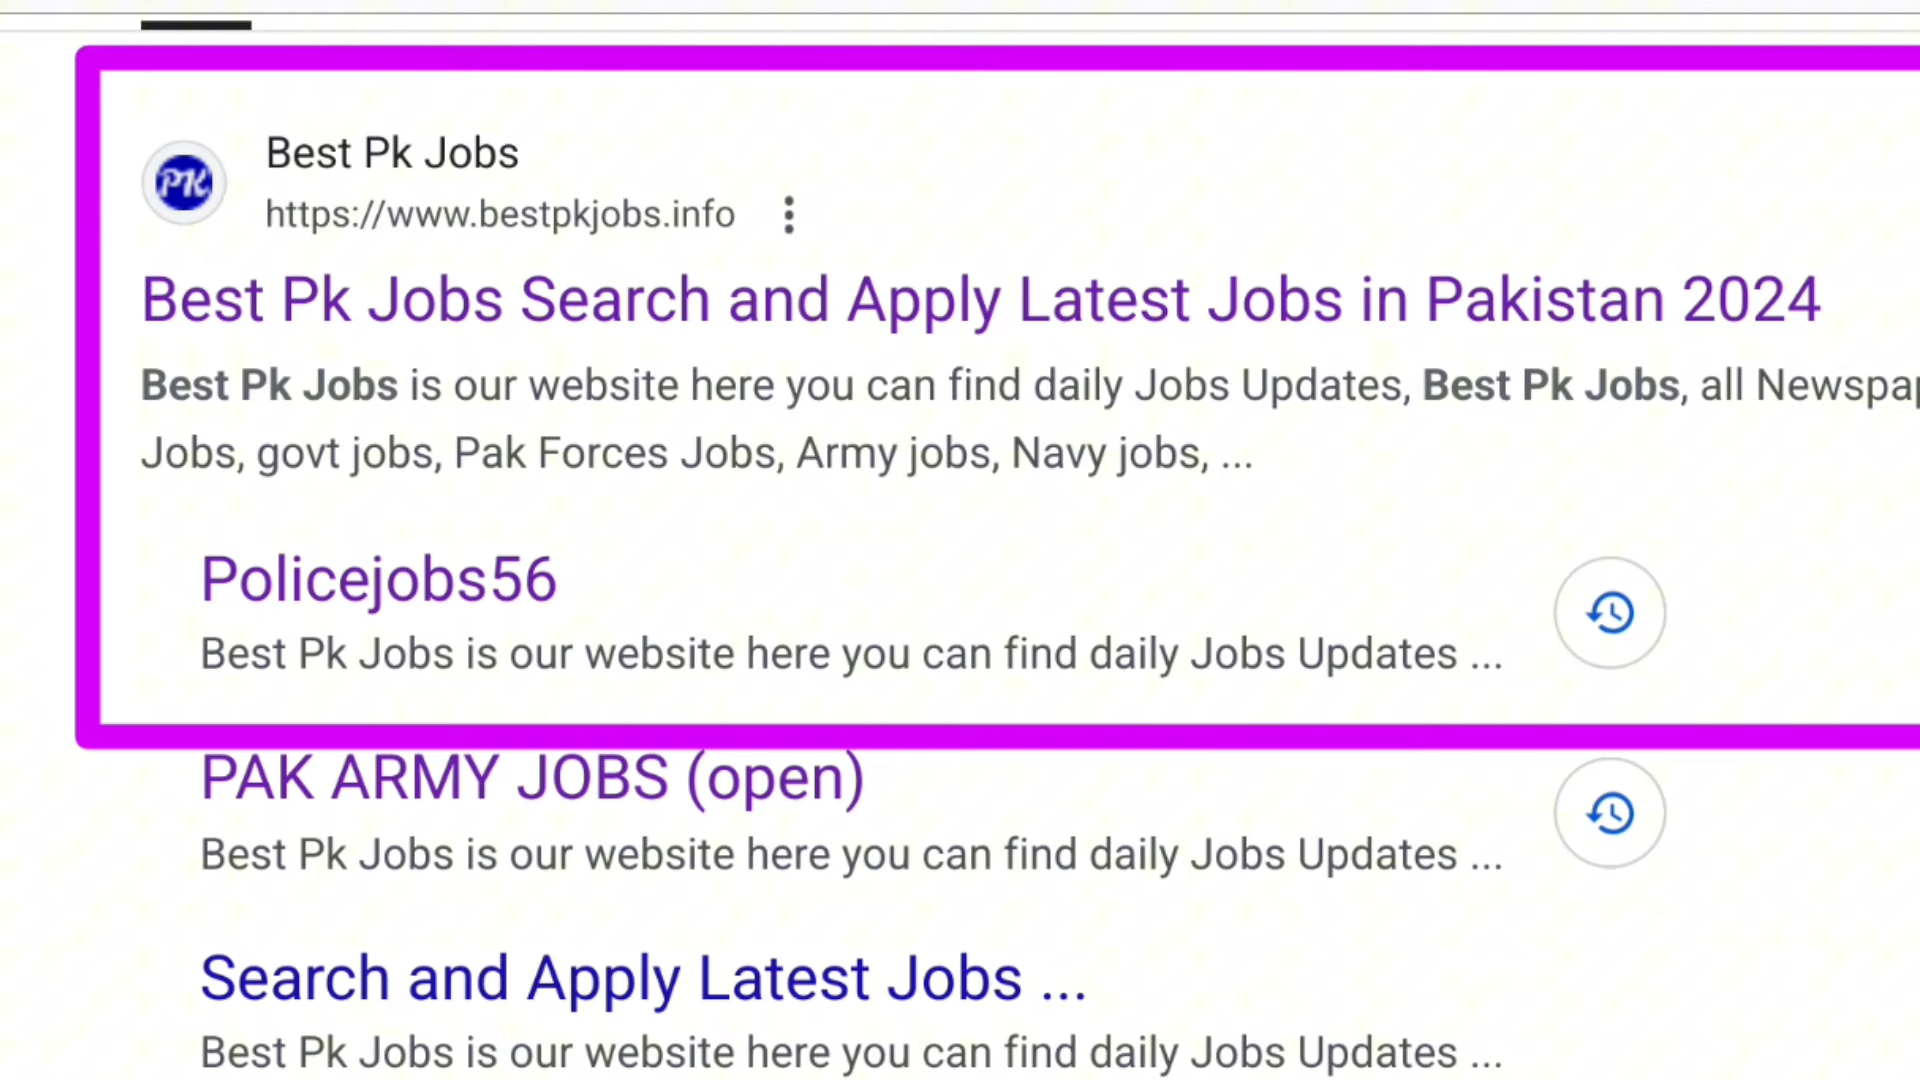 Best Pk Jobs
PK
https://www.bestpkjobs.info
Best Pk Jobs Search and Apply Latest Jobs in Pakistan 2024
Best Pk Jobs is our website here you can find daily Jobs Updates, Best Pk Jobs, all Newspap
Jobs, govt jobs, Pak Forces Jobs, Army jobs, Navy jobs, ...
Policejobs56
Best Pk Jobs is our website here you can find daily Jobs Updates ...
PAK ARMY JOBS (open)
Best Pk Jobs is our website here you can find daily Jobs Updates ...
Search and Apply Latest Jobs ...
Best Pk Jobs is our website here you can find daily Jobs Updates ...